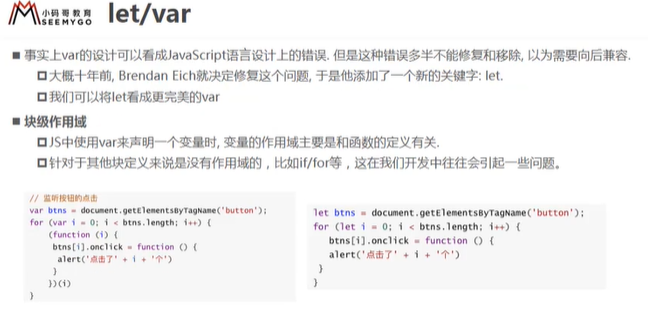 小码哥教育
SEEMYGO
let/var
事实上var的设计可以看成JavaScript语言设计上的错误. 但是这种错误多半不能修复和移除, 以为需要向后兼容.
大概十年前, Brendan Eich就决定修复这个问题, 于是他添加了一个新的关键字: let.
我们可以将let看成更完美的var
块级作用域
JS中使用var来声明一个变量时, 变量的作用域主要是和函数的定义有关.
针对于其他块定义来说是没有作用域的，比如if/for等，这在我们开发中往往会引起一些问题。
// 监听按钮的点击
var btns = document.getElementsByTagName('button');
for (var i = 0; i < btns.length; i++) {
(function (i) {
btns[i].onclick = function () {
alert('点击了' + i + '个')
}
})(i)
}
let btns = document.getElementsByTagName('button');
for (let i = 0; i < btns.length; i++) {
btns[i].onclick = function () {
alert('点击了' + i + '个')
}
}